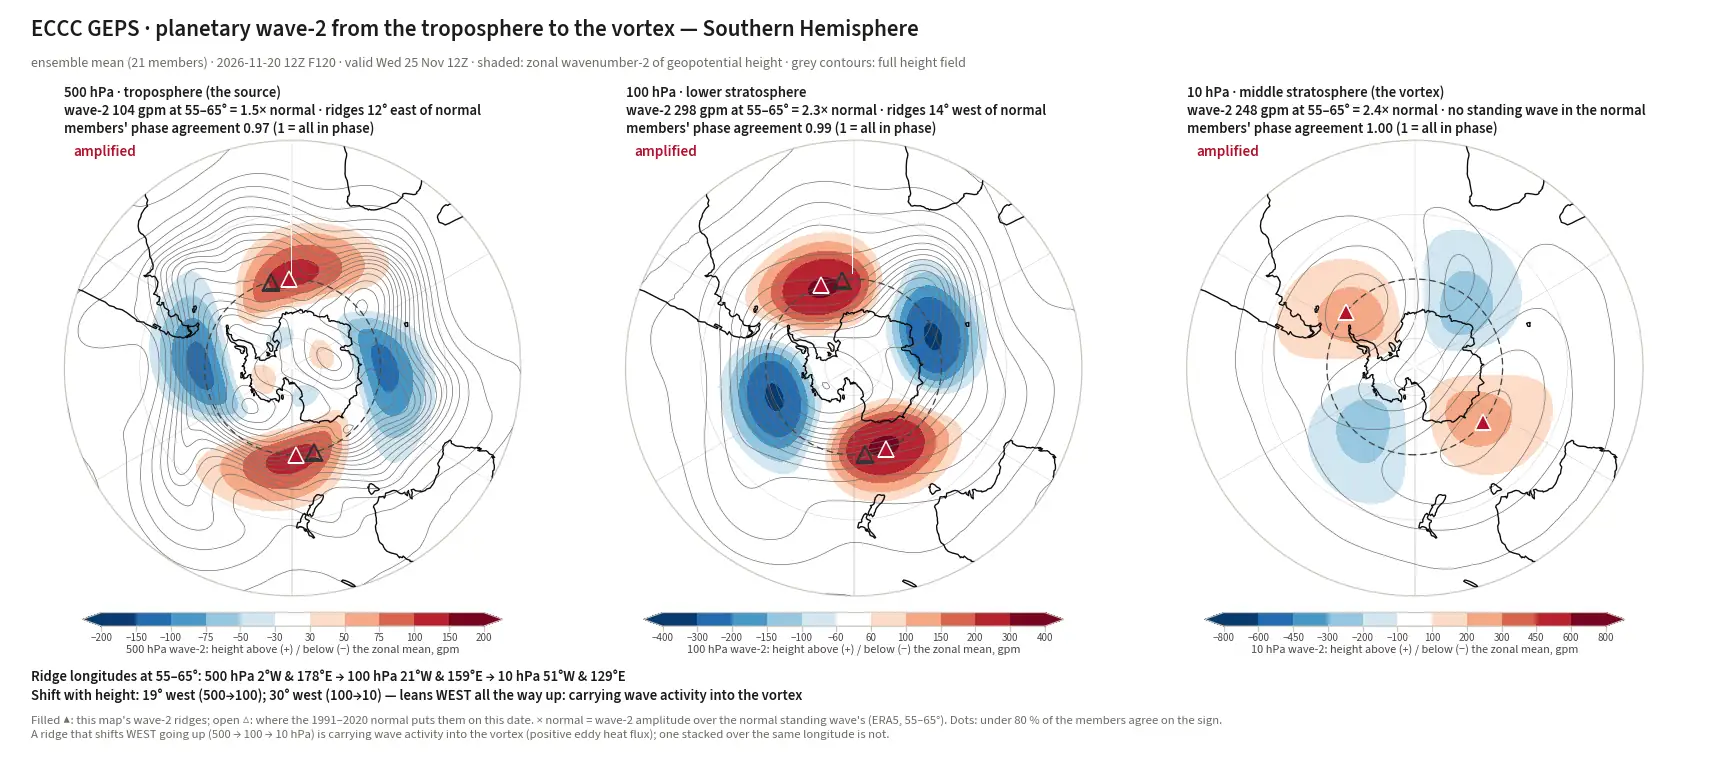 ECCC GEPS · planetary wave-2 from the troposphere to the vortex — Southern Hemisphere
ensemble mean (21 members) · 2026-11-20 12Z F120 · valid Wed 25 Nov 12Z · shaded: zonal wavenumber-2 of geopotential height · grey contours: full height field
500 hPa · troposphere (the source)
wave-2 104 gpm at 55–65° = 1.5× normal · ridges 12° east of normal
members' phase agreement 0.97 (1 = all in phase)
amplified
100 hPa · lower stratosphere
wave-2 298 gpm at 55–65° = 2.3× normal · ridges 14° west of normal
members' phase agreement 0.99 (1 = all in phase)
amplified
10 hPa · middle stratosphere (the vortex)
wave-2 248 gpm at 55–65° = 2.4× normal · no standing wave in the normal
members' phase agreement 1.00 (1 = all in phase)
amplified
−200 −150 −100 −75 −50 −30 30 50 75 100 150 200
500 hPa wave-2: height above (+) / below (−) the zonal mean, gpm
−400 −300 −200 −150 −100 −60 60 100 150 200 300 400
100 hPa wave-2: height above (+) / below (−) the zonal mean, gpm
−800 −600 −450 −300 −200 −100 100 200 300 450 600 800
10 hPa wave-2: height above (+) / below (−) the zonal mean, gpm
Ridge longitudes at 55–65°: 500 hPa 2°W & 178°E → 100 hPa 21°W & 159°E → 10 hPa 51°W & 129°E
Shift with height: 19° west (500→100); 30° west (100→10) — leans WEST all the way up: carrying wave activity into the vortex
Filled ▲: this map's wave-2 ridges; open △: where the 1991–2020 normal puts them on this date. × normal = wave-2 amplitude over the normal standing wave's (ERA5, 55–65°). Dots: under 80 % of the members agree on the sign.
A ridge that shifts WEST going up (500 → 100 → 10 hPa) is carrying wave activity into the vortex (positive eddy heat flux); one stacked over the same longitude is not.